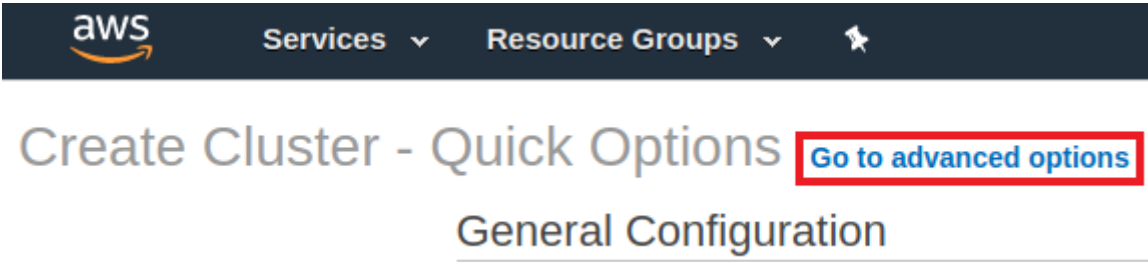 aws Services Resource Groups
Create Cluster - Quick Options Go to advanced options
General Configuration